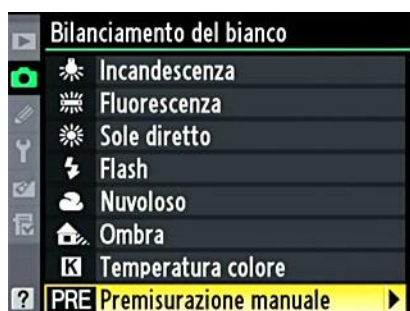 Bilanciamento del bianco
Incandescenza
Fluorescenza
Sole diretto
Flash
Nuvoloso
Ombra
K Temperatura colore
? PRE Premisurazione manuale